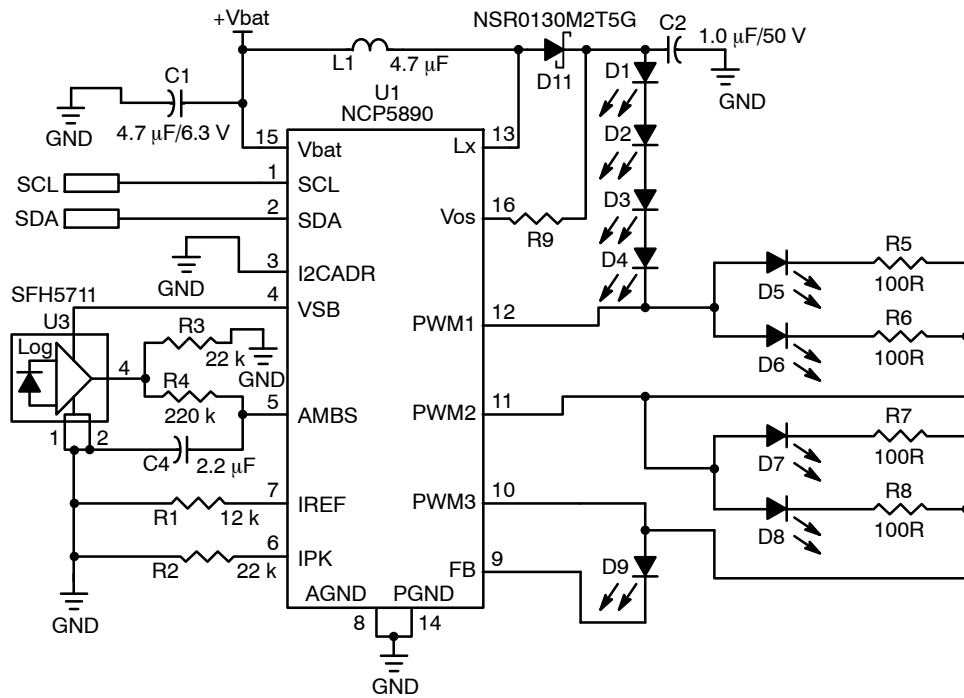 +Vbat
NSR0130M2T5G
C2
1.0 μF/50 V
L1
4.7 μF
D11
GND
C1
GND
4.7 μF/6.3 V
U1
NCP5890
15
Vbat
Lx
13
D1
D2
D3
D4
SCL
1
SCL
SDA
2
SDA
Vos
16
R9
GND
3
I2CADR
SFH5711
4
VSB
U3
Log
4
R3
22 k
GND
R4
220 k
5
AMBS
1
2
C4
2.2 μF
PWM1
12
D5
R5
100R
D6
R6
100R
PWM2
11
D7
R7
100R
D8
R8
100R
7
IREF
R1
12 k
PWM3
10
6
IPK
R2
22 k
FB
9
D9
GND
AGND
PGND
8
14
GND